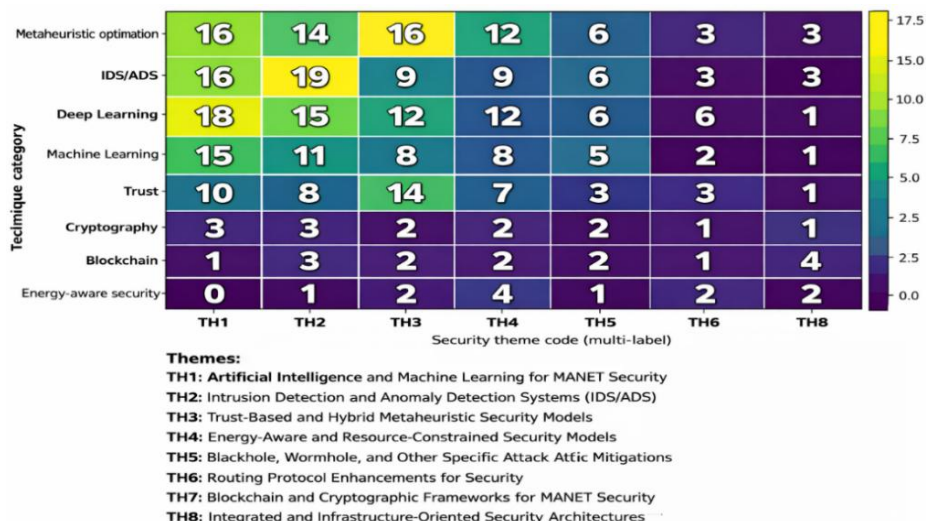 Metaheuristic optimation 16 14 16 12 6 3 3
IDS/ADS 16 19 9 9 6 3 3
Deep Learning 18 15 12 12 6 6 1
Machine Learning 15 11 8 8 5 2 1
Trust 10 8 14 7 3 3 1
Cryptography 3 3 2 2 2 1 1
Blockchain 1 3 2 2 2 1 4
Energy-aware security 0 1 2 4 1 2 2
TH1 TH2 TH3 TH4 TH5 TH6 TH8
Security theme code (multi-label)
Tecimique category
17.5
15.0
10.0
7.5
5.0
2.5
2.5
0.0
Themes:
TH1: Artificial Intelligence and Machine Learning for MANET Security
TH2: Intrusion Detection and Anomaly Detection Systems (IDS/ADS)
TH3: Trust-Based and Hybrid Metaheuristic Security Models
TH4: Energy-Aware and Resource-Constrained Security Models
TH5: Blackhole, Wormhole, and Other Specific Attack Mitigations
TH6: Routing Protocol Enhancements for Security
TH7: Blockchain and Cryptographic Frameworks for MANET Security
TH8: Integrated and Infrastructure-Oriented Security Architectures